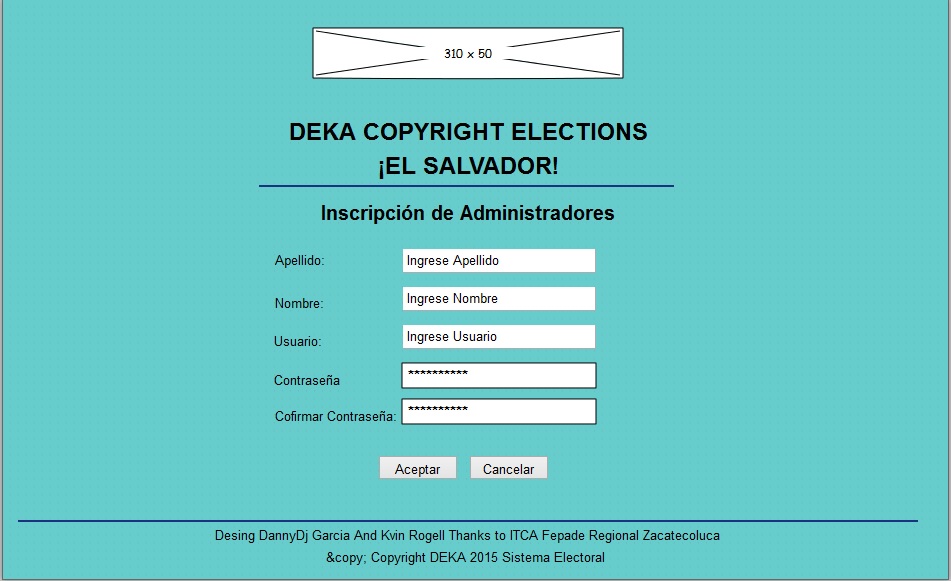 310 x 50
DEKA COPYRIGHT ELECTIONS
¡EL SALVADOR!
Inscripción de Administradores
Apellido: Ingrese Apellido
Nombre: Ingrese Nombre
Usuario: Ingrese Usuario
Contraseña **********
Cofirmar Contraseña: **********
Aceptar Cancelar
Desing DannyDj Garcia And Kvin Rogell Thanks to ITCA Fepade Regional Zacatecoluca
&copy; Copyright DEKA 2015 Sistema Electoral